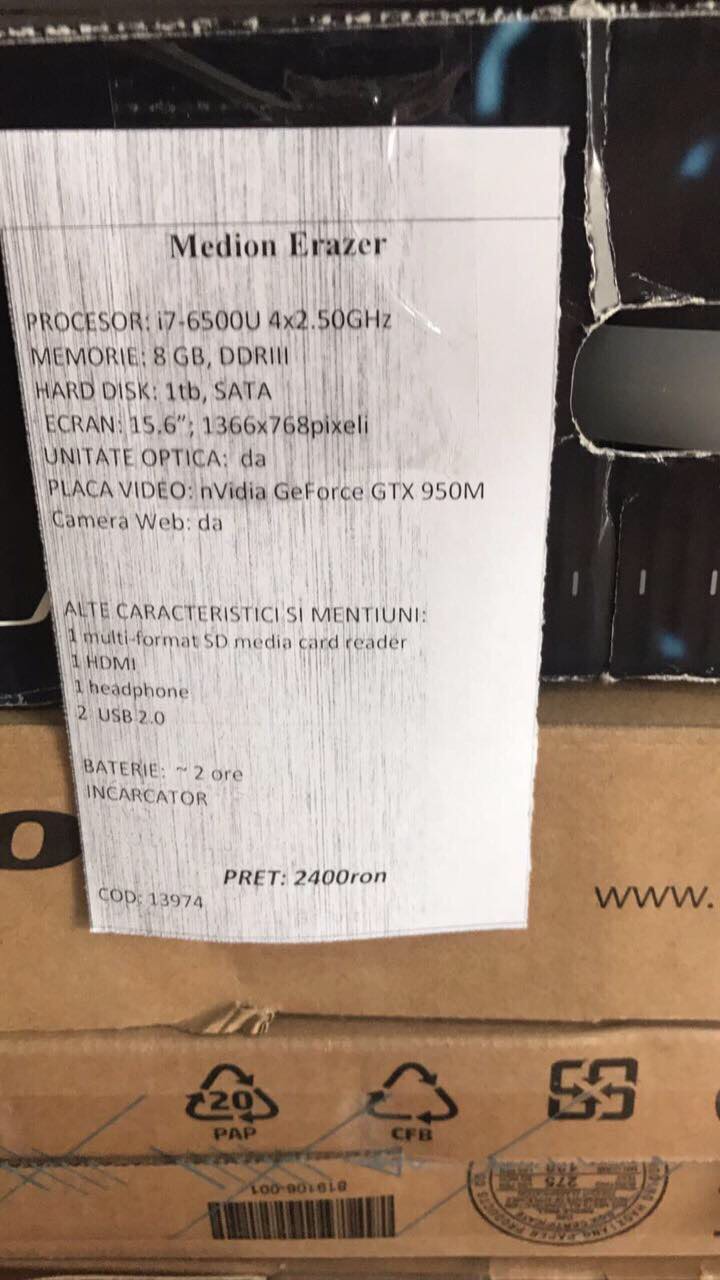 Medion Erazer
PROCESOR: i7-6500U 4x2.50GHz
MEMORIE: 8 GB, DDRIII
HARD DISK: 1tb, SATA
ECRAN: 15.6”; 1366x768pixeli
UNITATE OPTICA: da
PLACA VIDEO: nVidia GeForce GTX 950M
Camera Web: da
ALTE CARACTERISTICI SI MENTIUNI:
1 multi-format SD media card reader
1 HDMI
1 headphone
2 USB 2.0
BATERIE: ~ 2 ore
INCARCATOR
PRET: 2400ron
COD: 13974
O
www.
20
PAP
CFB
819106-001
275